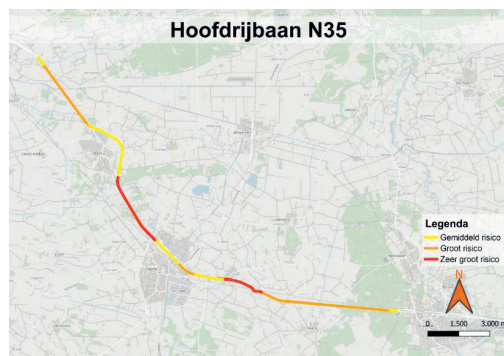 Hoofdrijbaan N35
Legenda
Gemiddeld risico
Groot risico
Zeer groot risico
N
0 1.500 3.000 m